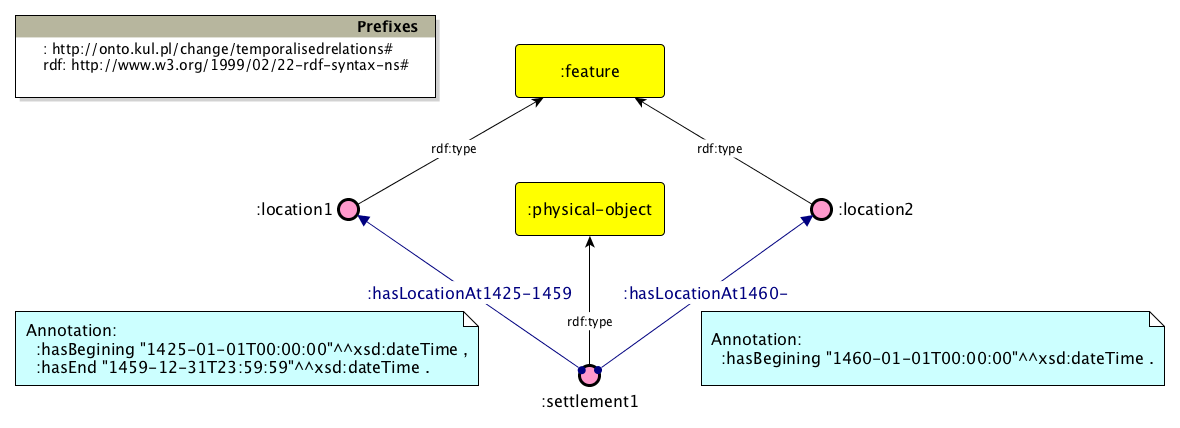 Prefixes
: http://onto.kul.pl/change/temporalisedrelations#
rdf: http://www.w3.org/1999/02/22-rdf-syntax-ns#
:feature
rdf:type
rdf:type
:location1
:physical-object
:location2
:hasLocationAt1425-1459
:hasLocationAt1460-
rdf:type
Annotation:
:hasBegining "1425-01-01T00:00:00"^^xsd:dateTime ,
:hasEnd "1459-12-31T23:59:59"^^xsd:dateTime .
Annotation:
:hasBegining "1460-01-01T00:00:00"^^xsd:dateTime .
:settlement1